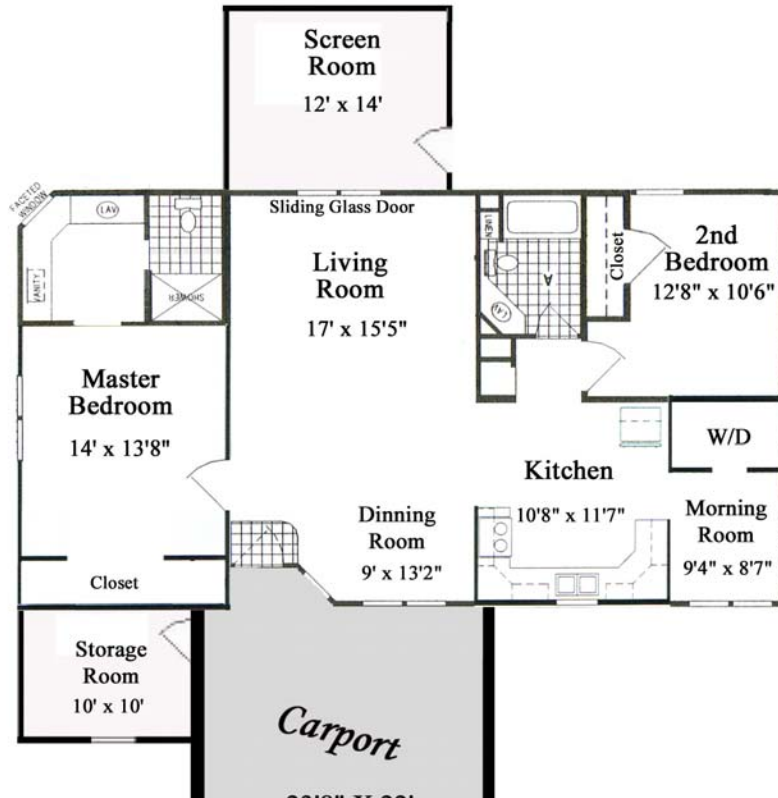 Screen
Room
12' x 14'
FACETED
WINDOW
LAV
VANITY
SHOWER
Sliding Glass Door
Living
Room
17' x 15'5"
LINEN
LAV
A
Closet
2nd
Bedroom
12'8" x 10'6"
Master
Bedroom
14' x 13'8"
W/D
Kitchen
10'8" x 11'7"
Morning
Room
9'4" x 8'7"
Dinning
Room
9' x 13'2"
Closet
Storage
Room
10' x 10'
Carport